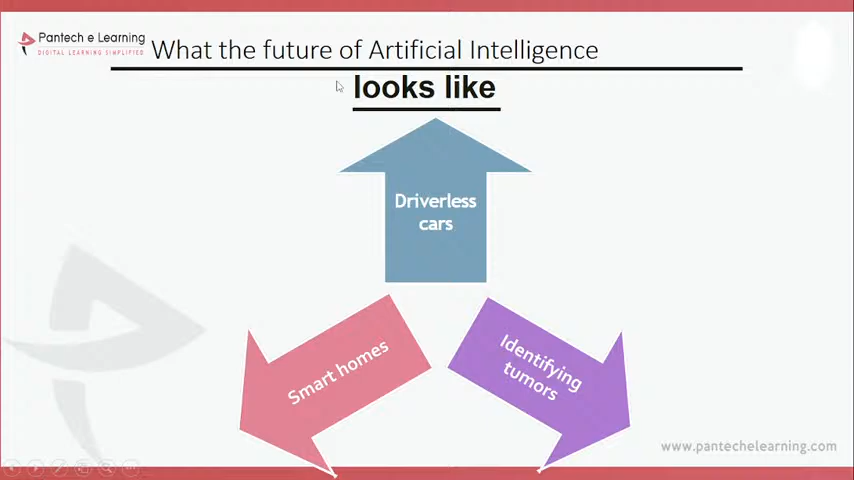 Pantech e Learning
DIGITAL LEARNING SIMPLIFIED
What the future of Artificial Intelligence
looks like
Driverless
cars
Smart homes
Identifying
tumors
www.pantechelearning.com